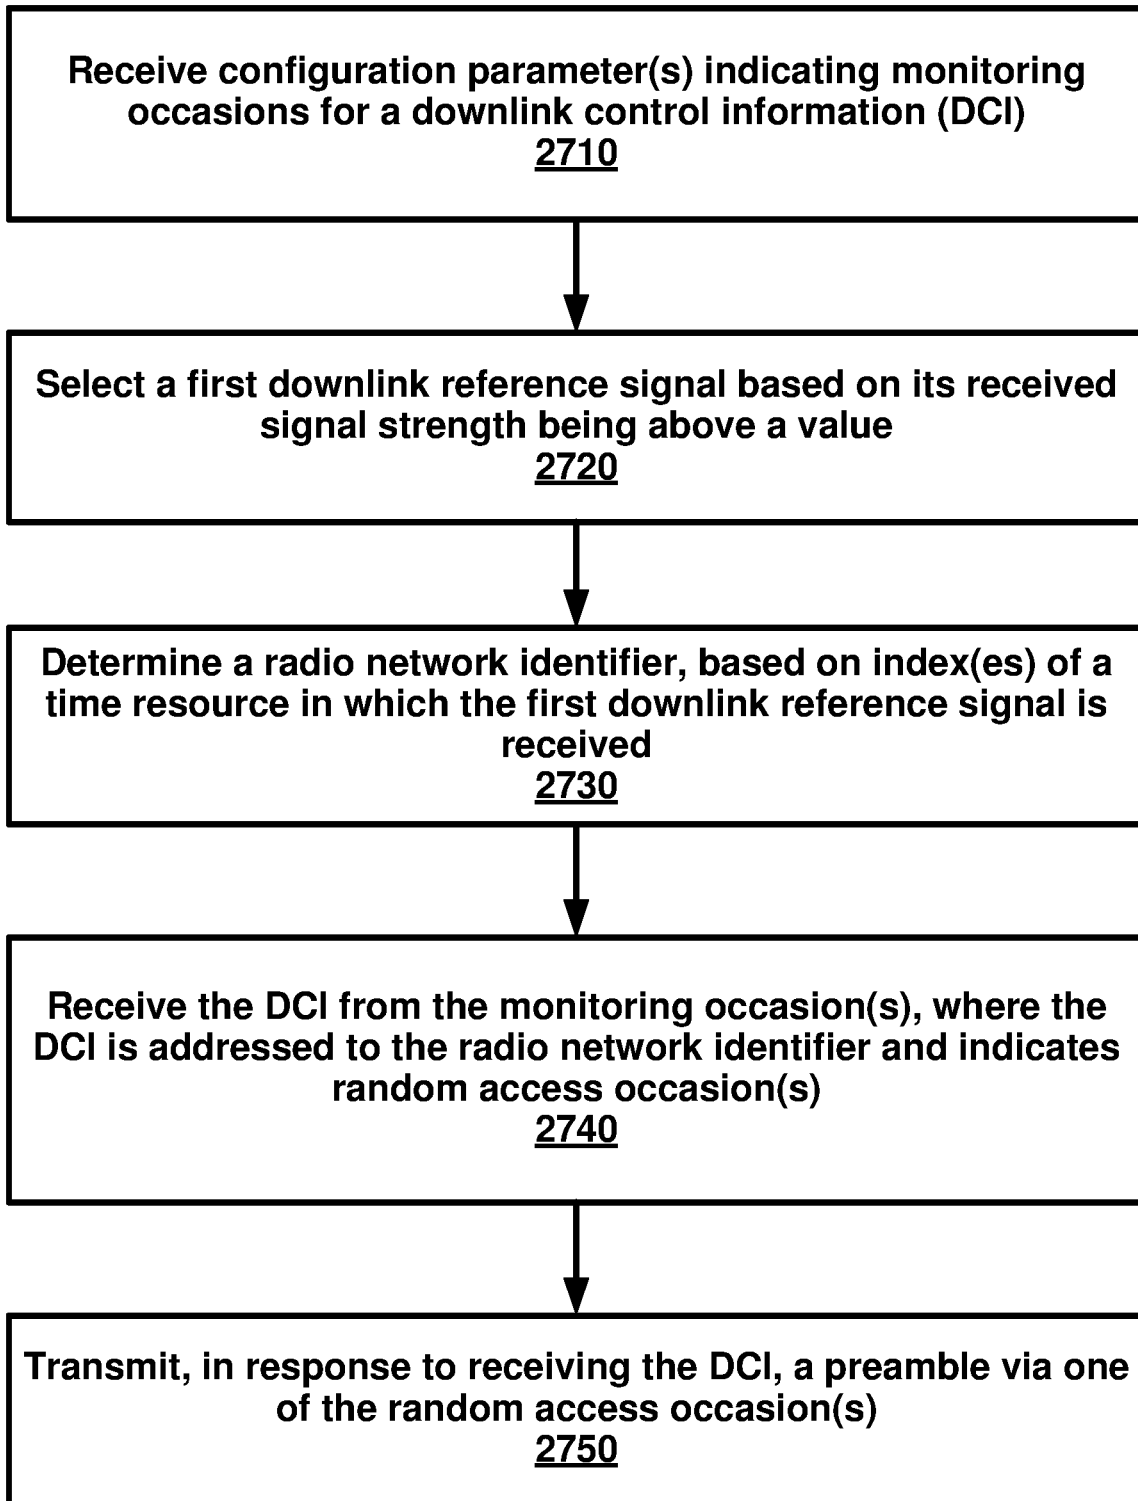 Receive configuration parameter(s) indicating monitoring
occasions for a downlink control information (DCI)
2710
Select a first downlink reference signal based on its received
signal strength being above a value
2720
Determine a radio network identifier, based on index(es) of a
time resource in which the first downlink reference signal is
received
2730
Receive the DCI from the monitoring occasion(s), where the
DCI is addressed to the radio network identifier and indicates
random access occasion(s)
2740
Transmit, in response to receiving the DCI, a preamble via one
of the random access occasion(s)
2750